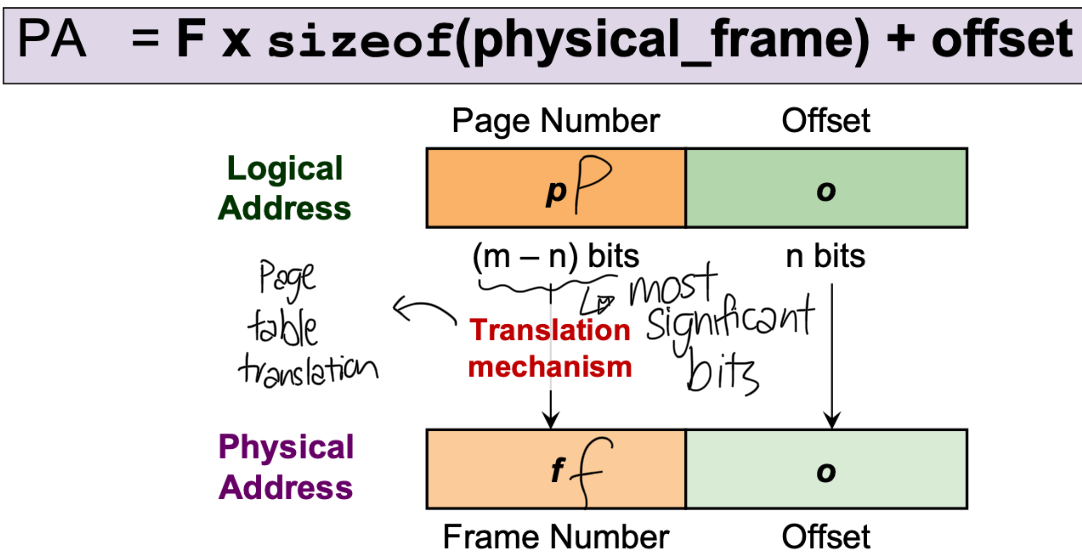 PA = F x sizeof(physical_frame) + offset
Page Number Offset
Logical
Address
p P o
(m – n) bits n bits
most
significant
bits
Page
table
translation
Translation
mechanism
Physical
Address
f f o
Frame Number Offset